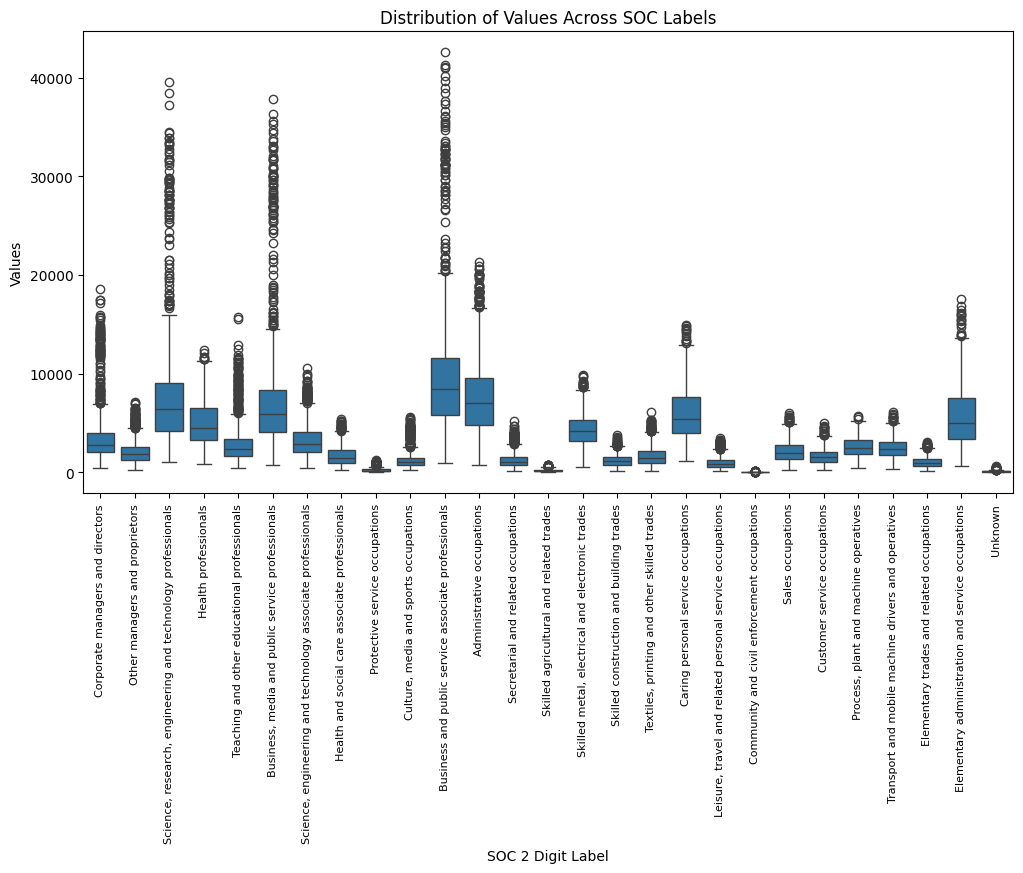 Distribution of Values Across SOC Labels
Values
40000
30000
20000
10000
0
Corporate managers and directors
Other managers and proprietors
Science, research, engineering and technology professionals
Health professionals
Teaching and other educational professionals
Business, media and public service professionals
Science, engineering and technology associate professionals
Health and social care associate professionals
Protective service occupations
Culture, media and sports occupations
Business and public service associate professionals
Administrative occupations
Secretarial and related occupations
Skilled agricultural and related trades
Skilled metal, electrical and electronic trades
Skilled construction and building trades
Textiles, printing and other skilled trades
Caring personal service occupations
Leisure, travel and related personal service occupations
Community and civil enforcement occupations
Sales occupations
Customer service occupations
Process, plant and machine operatives
Transport and mobile machine drivers and operatives
Elementary trades and related occupations
Elementary administration and service occupations
Unknown
SOC 2 Digit Label